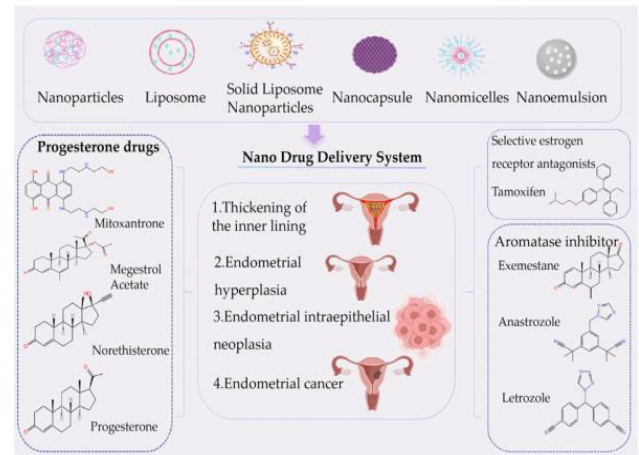 Nanoparticles
Liposome
Solid Liposome
Nanoparticles
Nanocapsule
Nanomicelles
Nanoemulsion
Progesterone drugs
Mitoxantrone
Megestrol
Acetate
Norethisterone
Progesterone
Nano Drug Delivery System
1.Thickening of
the inner lining
2.Endometrial
hyperplasia
3.Endometrial intraepithelial
neoplasia
4.Endometrial cancer
Selective estrogen
receptor antagonists
Tamoxifen
Aromatase inhibitor
Exemestane
Anastrozole
Letrozole